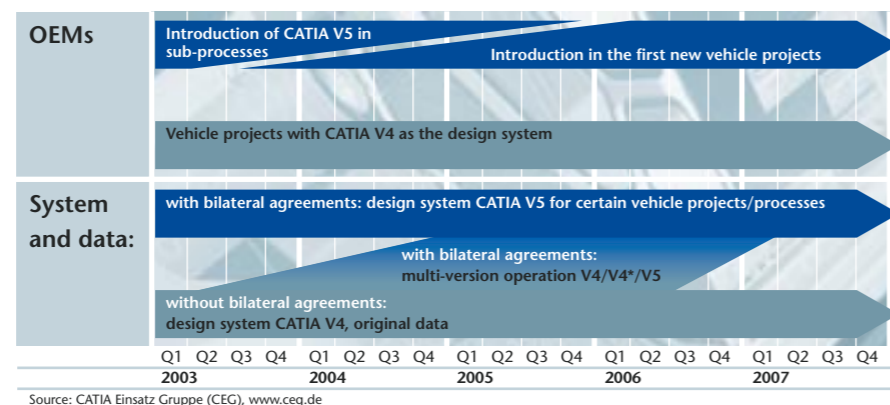 OEMs
Introduction of CATIA V5 in
sub-processes
Introduction in the first new vehicle projects
Vehicle projects with CATIA V4 as the design system
System
and data:
with bilateral agreements: design system CATIA V5 for certain vehicle projects/processes
with bilateral agreements:
multi-version operation V4/V4*/V5
without bilateral agreements:
design system CATIA V4, original data
Q1 Q2 Q3 Q4 Q1 Q2 Q3 Q4 Q1 Q2 Q3 Q4 Q1 Q2 Q3 Q4 Q1 Q2 Q3 Q4
2003 2004 2005 2006 2007
Source: CATIA Einsatz Gruppe (CEG), www.ceg.de